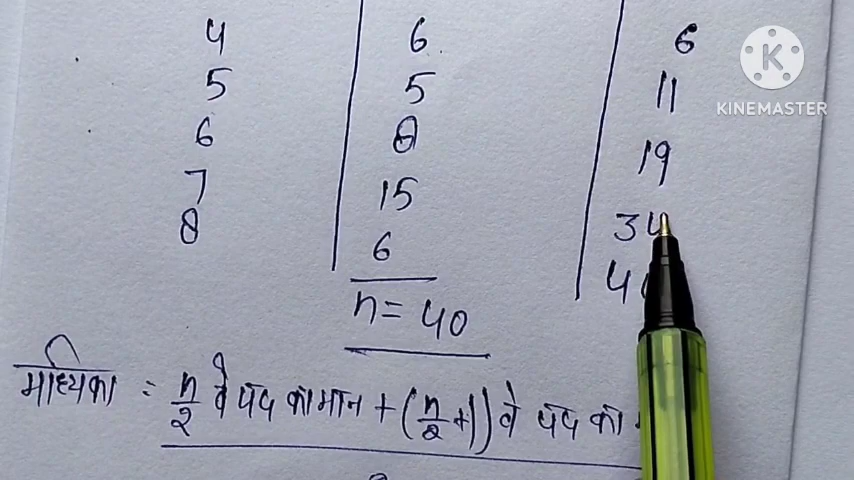 4 6 6
5 5 11
6 8 19
7 15 34
8 6 4
n = 40
माध्यिका = n/2 वे पद का मान + (n/2 + 1) वे पद का
KINEMASTER